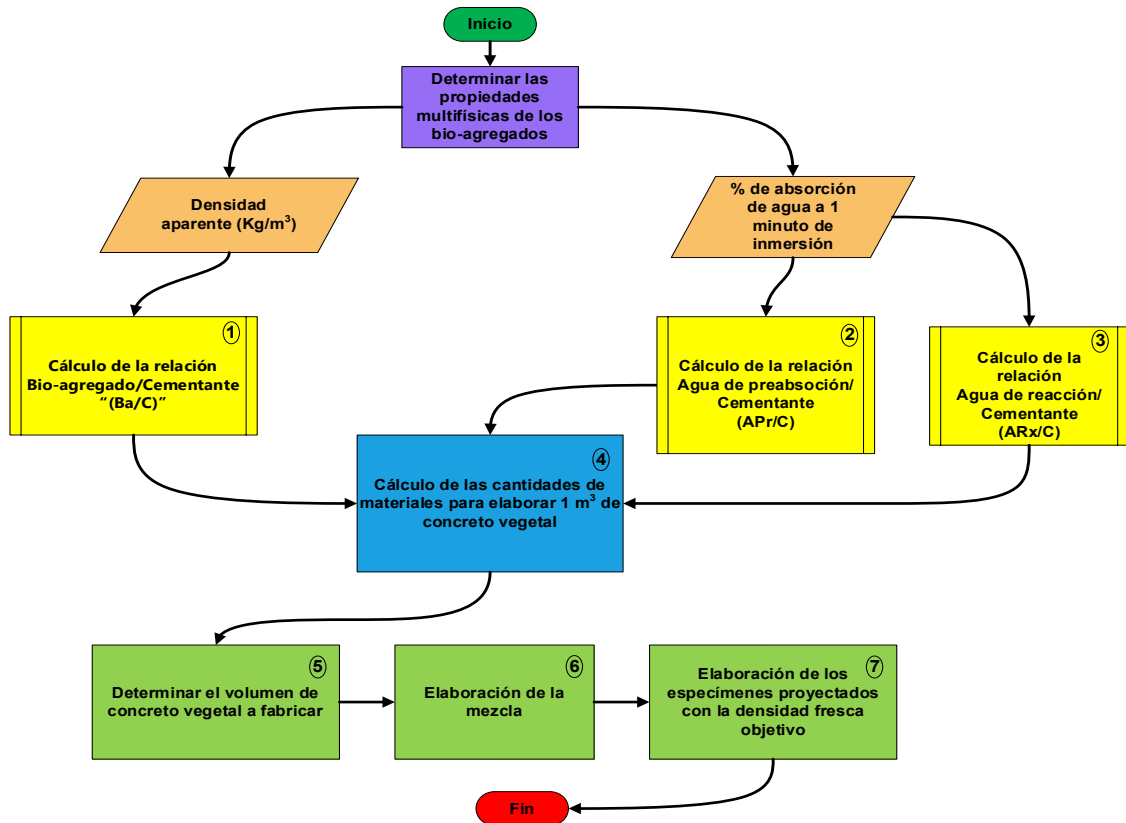 Inicio
Determinar las
propiedades
multifísicas de los
bio-agregados
Densidad
aparente (Kg/m³)
% de absorción
de agua a 1
minuto de
inmersión
1
Cálculo de la relación
Bio-agregado/Cementante
“(Ba/C)”
2
Cálculo de la relación
Agua de preabsoción/
Cementante
(APr/C)
3
Cálculo de la
relación
Agua de reacción/
Cementante
(ARx/C)
4
Cálculo de las cantidades de
materiales para elaborar 1 m³ de
concreto vegetal
5
Determinar el volumen de
concreto vegetal a fabricar
6
Elaboración de la
mezcla
7
Elaboración de los
especímenes proyectados
con la densidad fresca
objetivo
Fin